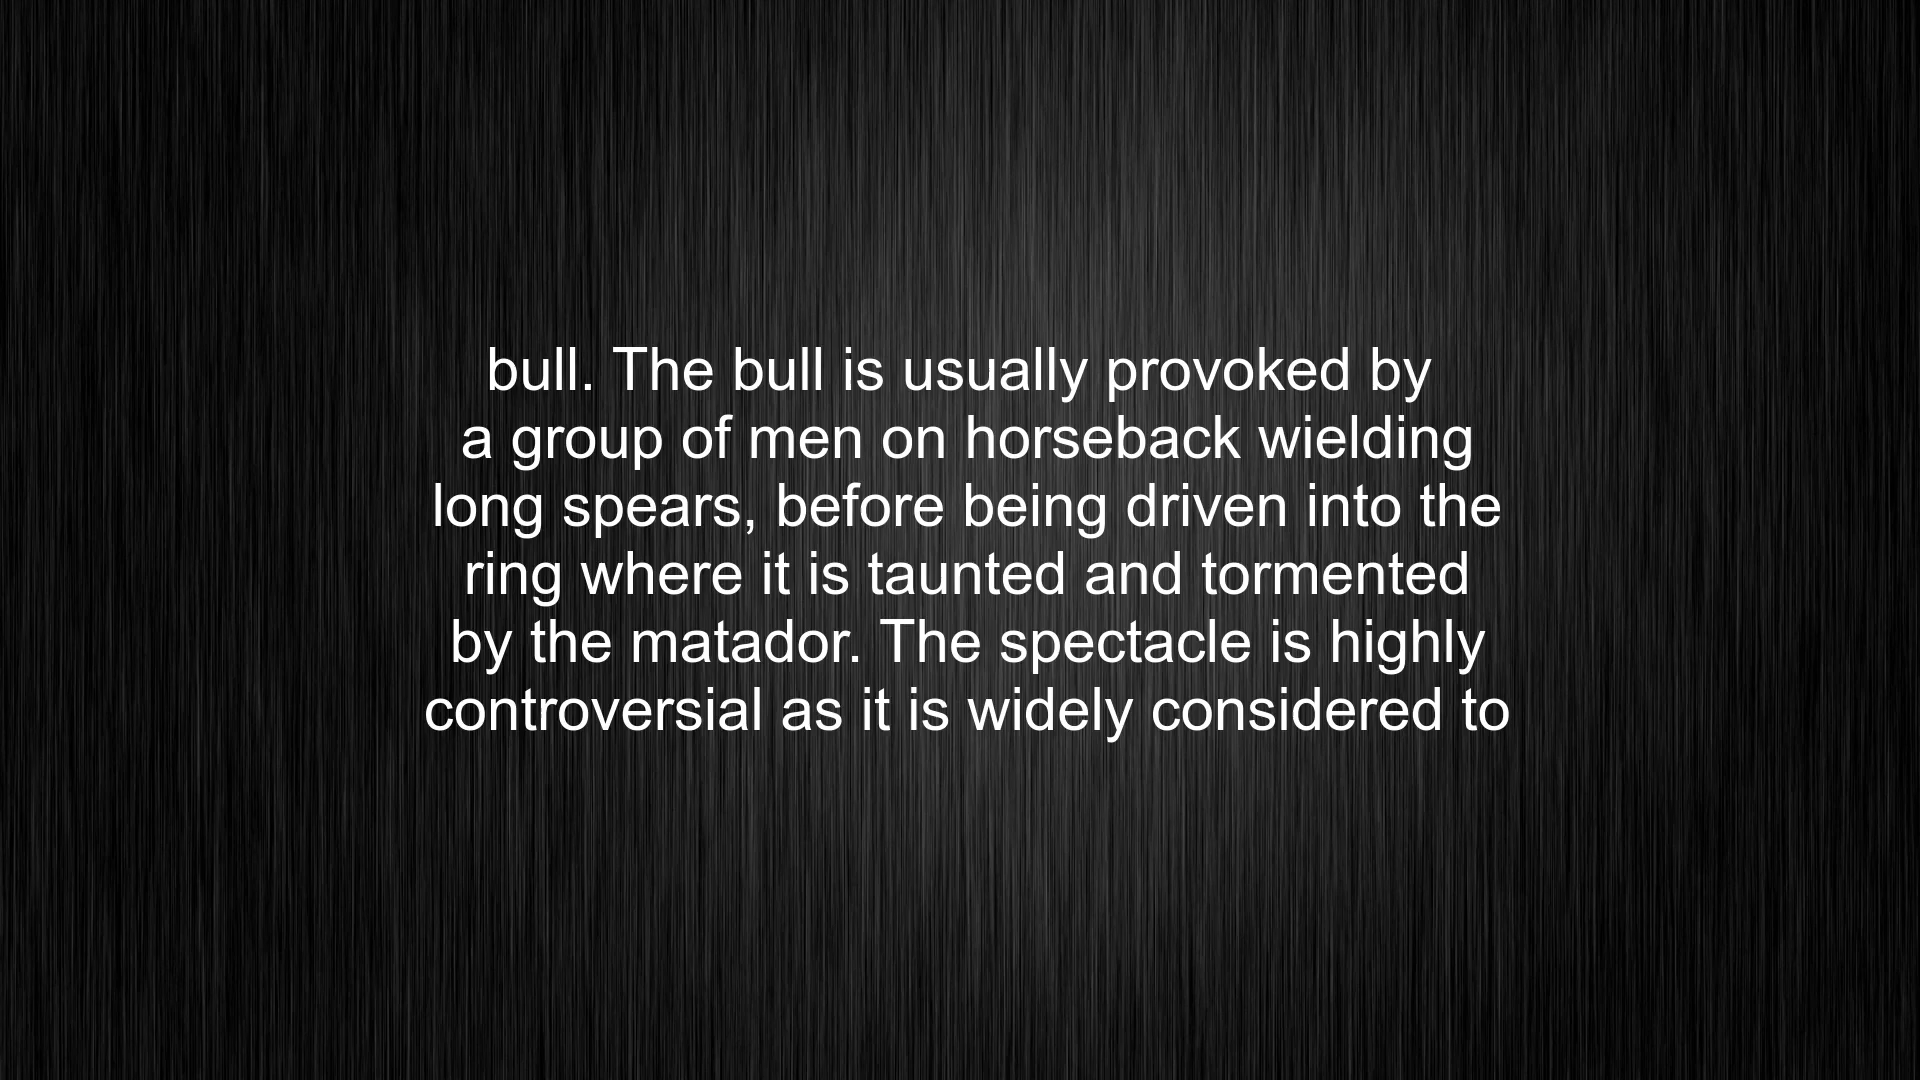 bull. The bull is usually provoked by
a group of men on horseback wielding
long spears, before being driven into the
ring where it is taunted and tormented
by the matador. The spectacle is highly
controversial as it is widely considered to